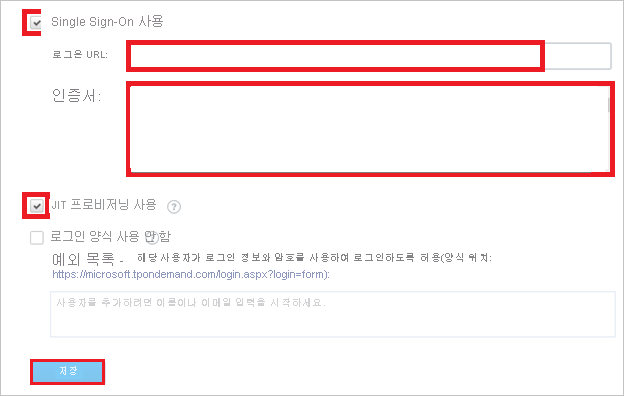 Single Sign-On 사용
로그온 URL:
인증서:
JIT 프로비저닝 사용 ?
로그인 양식 사용 안 함
예외 목록 - 해당 사용자가 로그인 정보와 암호를 사용하여 로그인하도록 허용(양식 위치:
https://microsoft.tpondemand.com/login.aspx?login=form):
사용자를 추가하려면 이름이나 이메일 입력을 시작하세요.
저장